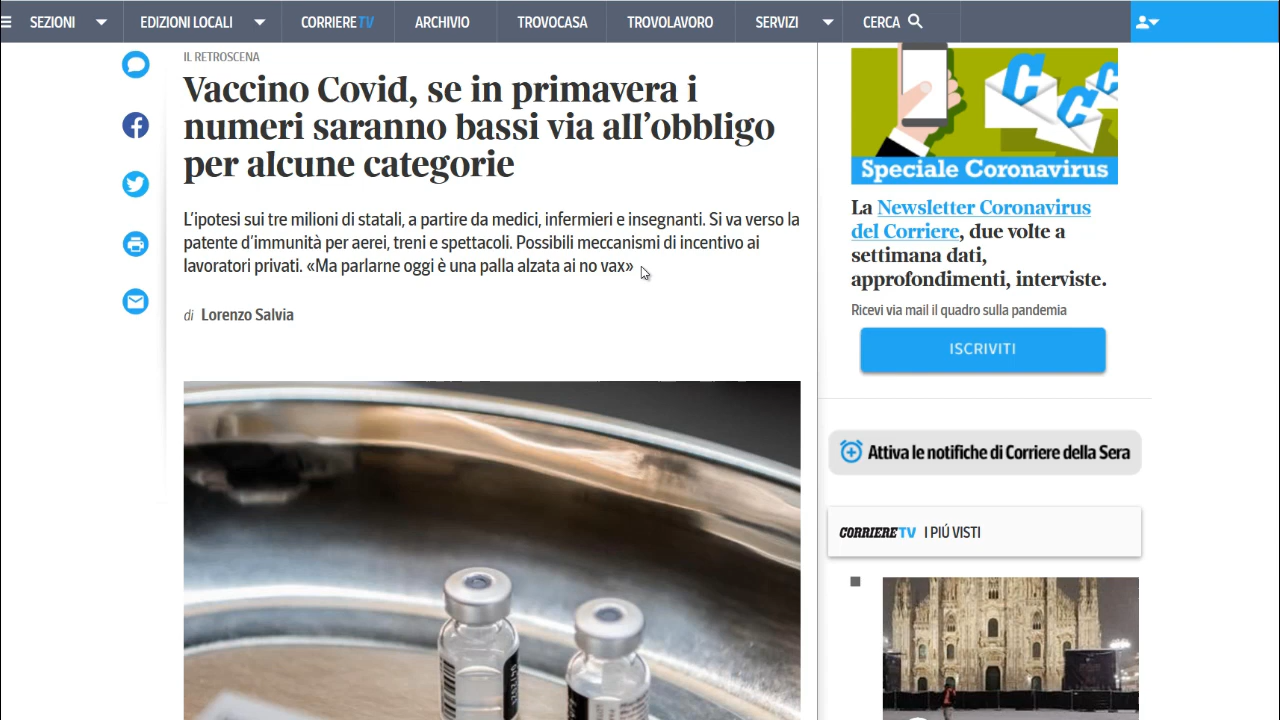 SEZIONI
EDIZIONI LOCALI
CORRIERETV
ARCHIVIO
TROVOCASA
TROVOLAVORO
SERVIZI
CERCA
IL RETROSCENA
Vaccino Covid, se in primavera i
numeri saranno bassi via all’obbligo
per alcune categorie
L’ipotesi sui tre milioni di statali, a partire da medici, infermieri e insegnanti. Si va verso la
patente d’immunità per aerei, treni e spettacoli. Possibili meccanismi di incentivo ai
lavoratori privati. «Ma parlarne oggi è una palla alzata ai no vax»
di Lorenzo Salvia
C
C
C
Speciale Coronavirus
La Newsletter Coronavirus
del Corriere, due volte a
settimana dati,
approfondimenti, interviste.
Ricevi via mail il quadro sulla pandemia
ISCRIVITI
Attiva le notifiche di Corriere della Sera
CORRIERE TV I PIÚ VISTI